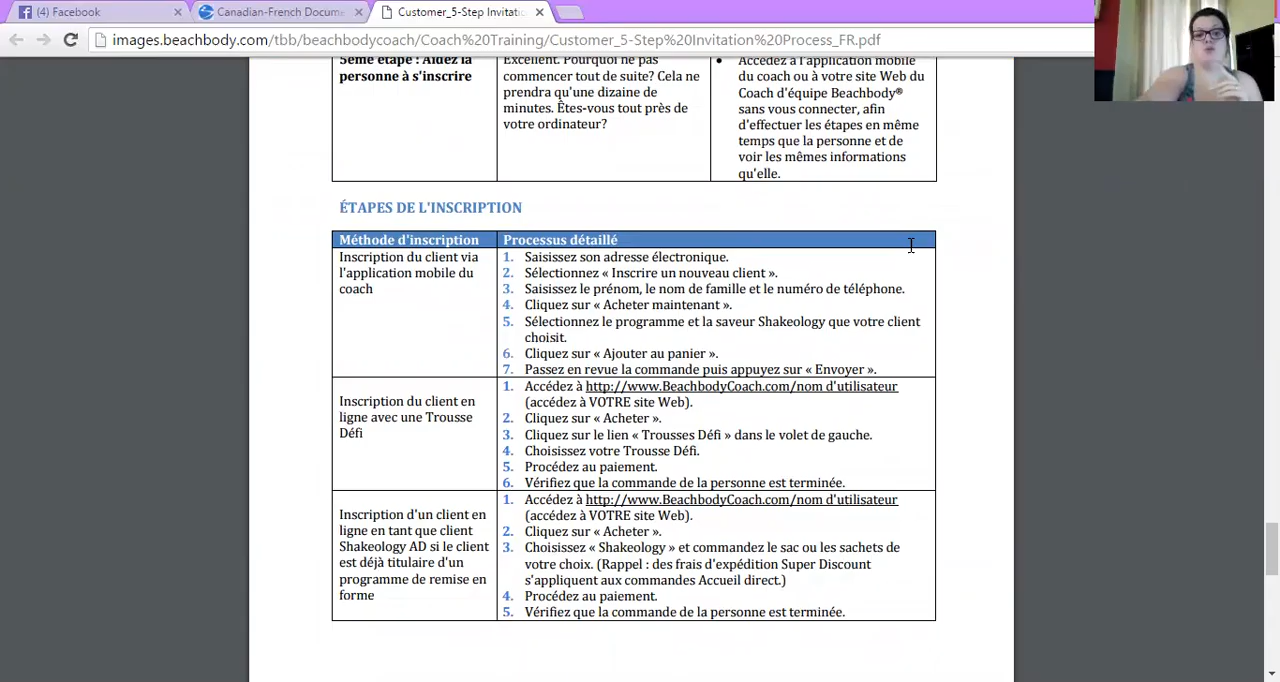 (4) Facebook
Canadian-French Docume
Customer_5-Step Invitatio
images.beachbody.com/tbb/beachbodycoach/Coach%20Training/Customer_5-Step%20Invitation%20Process_FR.pdf
5ème étape : Aidez la
personne à s'inscrire
Excellent. Pourquoi ne pas
commencer tout de suite? Cela ne
prendra qu'une dizaine de
minutes. Êtes-vous tout près de
votre ordinateur?
• Accédez à l'application mobile
du coach ou à votre site Web du
Coach d'équipe Beachbody®
sans vous connecter, afin
d'effectuer les étapes en même
temps que la personne et de
voir les mêmes informations
qu'elle.
ÉTAPES DE L'INSCRIPTION
Méthode d'inscription
Processus détaillé
Inscription du client via
l'application mobile du
coach
1. Saisissez son adresse électronique.
2. Sélectionnez « Inscrire un nouveau client ».
3. Saisissez le prénom, le nom de famille et le numéro de téléphone.
4. Cliquez sur « Acheter maintenant ».
5. Sélectionnez le programme et la saveur Shakeology que votre client
choisit.
6. Cliquez sur « Ajouter au panier ».
7. Passez en revue la commande puis appuyez sur « Envoyer ».
Inscription du client en
ligne avec une Trousse
Défi
1. Accédez à http://www.BeachbodyCoach.com/nom d'utilisateur
(accédez à VOTRE site Web).
2. Cliquez sur « Acheter ».
3. Cliquez sur le lien « Trousses Défi » dans le volet de gauche.
4. Choisissez votre Trousse Défi.
5. Procédez au paiement.
6. Vérifiez que la commande de la personne est terminée.
Inscription d'un client en
ligne en tant que client
Shakeology AD si le client
est déjà titulaire d'un
programme de remise en
forme
1. Accédez à http://www.BeachbodyCoach.com/nom d'utilisateur
(accédez à VOTRE site Web).
2. Cliquez sur « Acheter ».
3. Choisissez « Shakeology » et commandez le sac ou les sachets de
votre choix. (Rappel : des frais d'expédition Super Discount
s'appliquent aux commandes Accueil direct.)
4. Procédez au paiement.
5. Vérifiez que la commande de la personne est terminée.